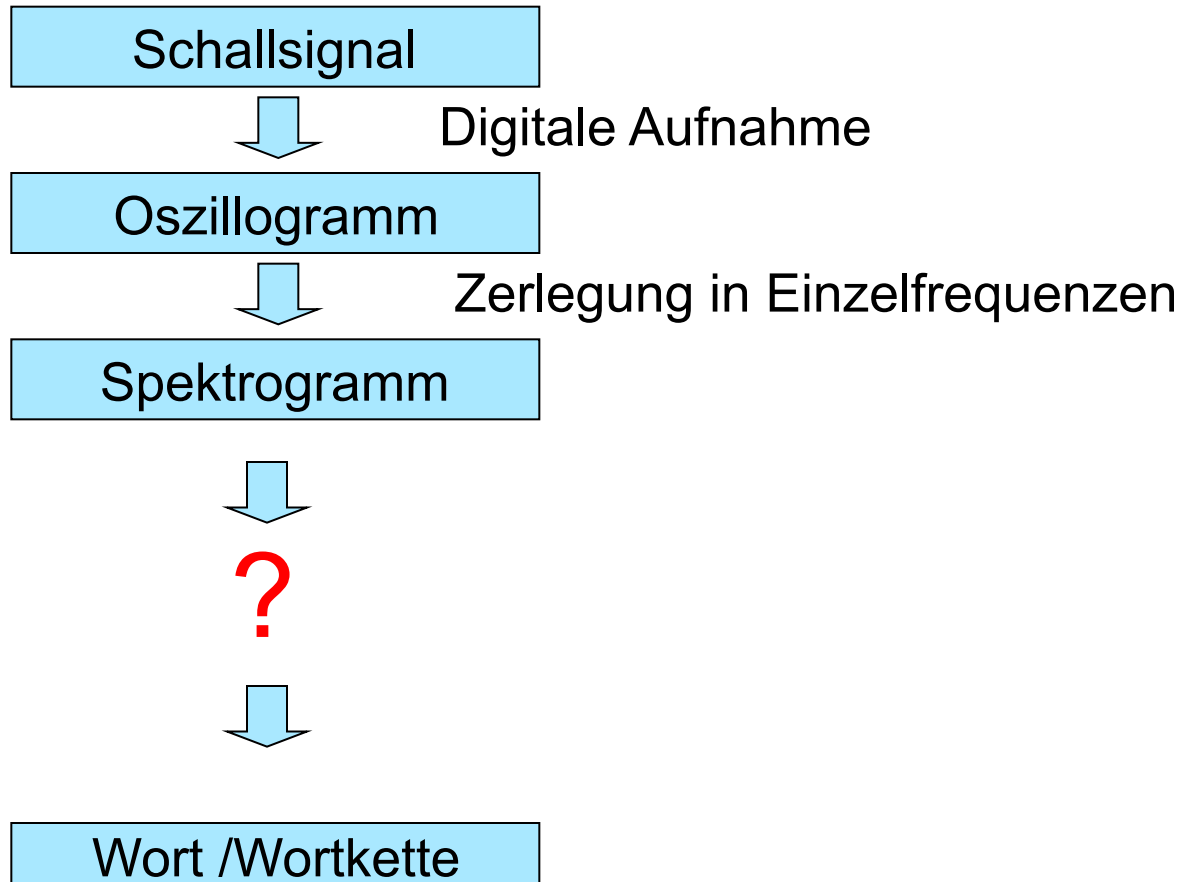 Schallsignal
Digitale Aufnahme
Oszillogramm
Zerlegung in Einzelfrequenzen
Spektrogramm
?
Wort /Wortkette